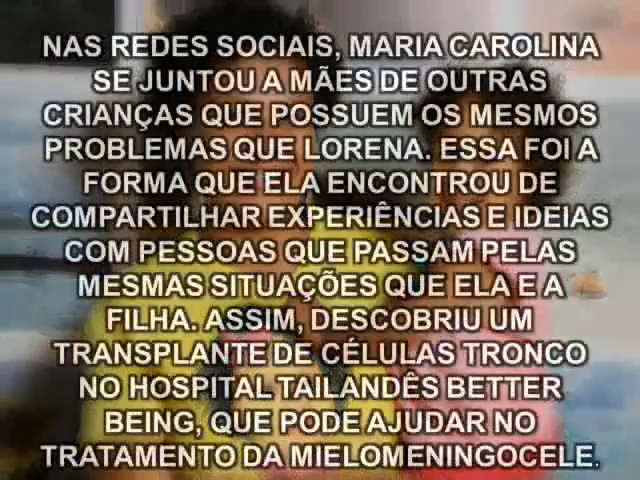 NAS REDES SOCIAIS, MARIA CAROLINA
SE JUNTOU A MÃES DE OUTRAS
CRIANÇAS QUE POSSUEM OS MESMOS
PROBLEMAS QUE LORENA. ESSA FOI A
FORMA QUE ELA ENCONTROU DE
COMPARTILHAR EXPERIÊNCIAS E IDEIAS
COM PESSOAS QUE PASSAM PELAS
MESMAS SITUAÇÕES QUE ELA E A
FILHA. ASSIM, DESCOBRIU UM
TRANSPLANTE DE CÉLULAS TRONCO
NO HOSPITAL TAILANDÊS BETTER
BEING, QUE PODE AJUDAR NO
TRATAMENTO DA MIELOMENINGOCELE.